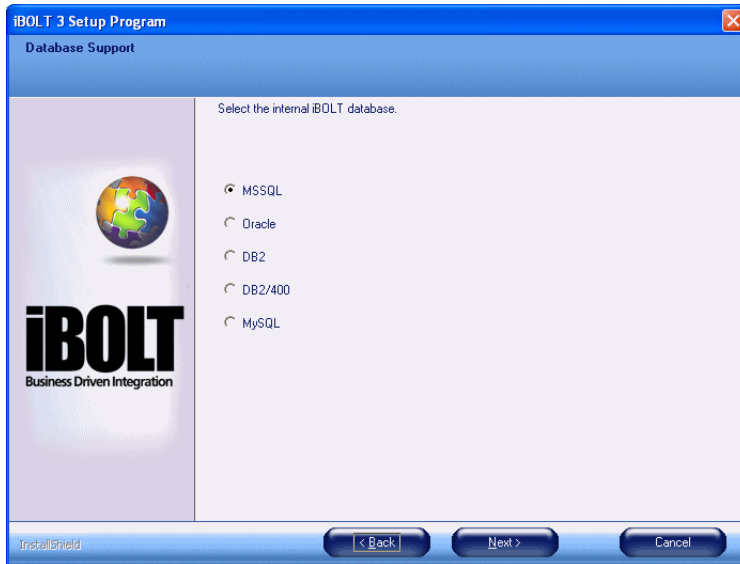 iBOLT 3 Setup Program
Database Support
Select the internal iBOLT database.
MSSQL
Oracle
DB2
DB2/400
MySQL
iBOLT
Business Driven Integration
InstallShield
< Back
Next >
Cancel